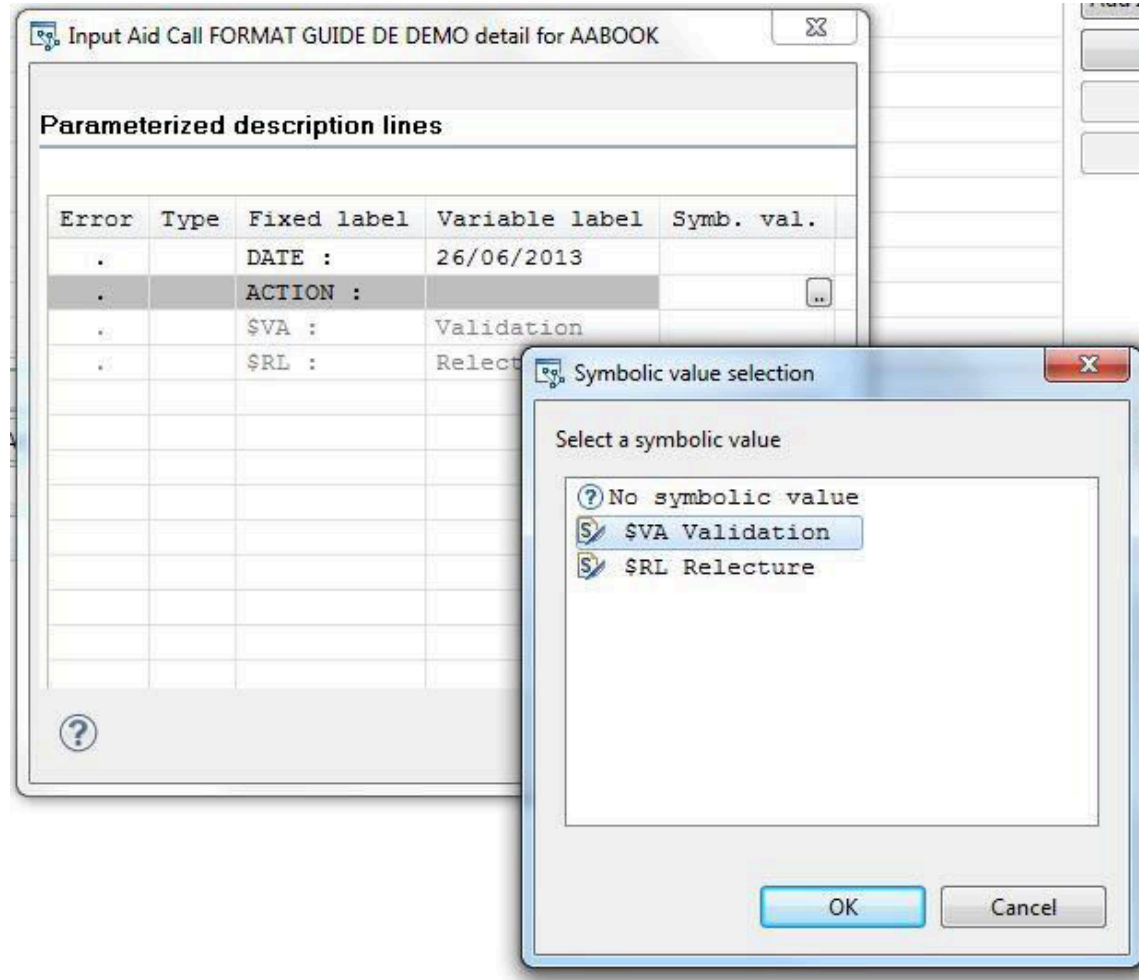 Input Aid Call FORMAT GUIDE DE DEMO detail for AABOOK
Parameterized description lines
Error Type Fixed label Variable label Symb. val.
. DATE : 26/06/2013
. ACTION : ..
. $VA : Validation
. $RL : Relect
Symbolic value selection
Select a symbolic value
No symbolic value
$VA Validation
$RL Relecture
OK Cancel